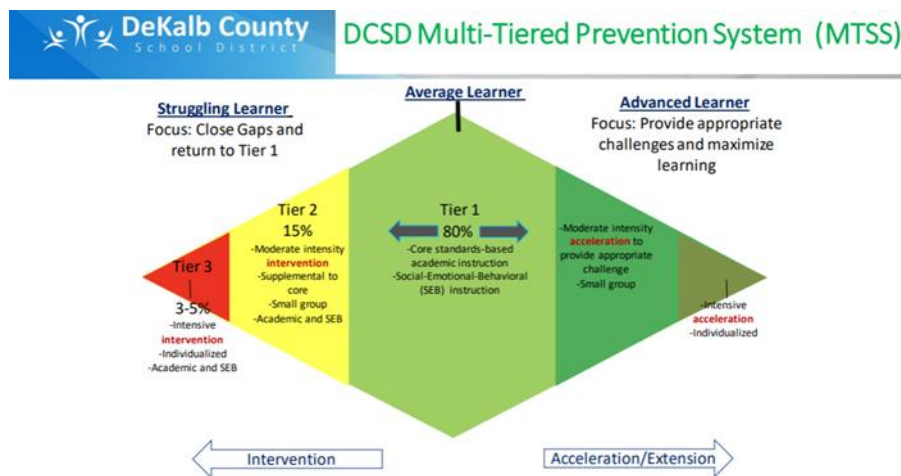 DeKalb County
School District
DCSD Multi-Tiered Prevention System (MTSS)
Struggling Learner
Focus: Close Gaps and
return to Tier 1
Average Learner
Advanced Learner
Focus: Provide appropriate
challenges and maximize
learning
Tier 3
3-5%
-Intensive
intervention
-Individualized
-Academic and SEB
Tier 2
15%
-Moderate intensity
intervention
-Supplemental to
core
-Small group
-Academic and SEB
Tier 1
80%
-Core standards-based
academic instruction
-Social-Emotional-Behavioral
(SEB) instruction
-Moderate intensity
acceleration to
provide appropriate
challenge
-Small group
-Intensive
acceleration
-Individualized
Intervention
Acceleration/Extension